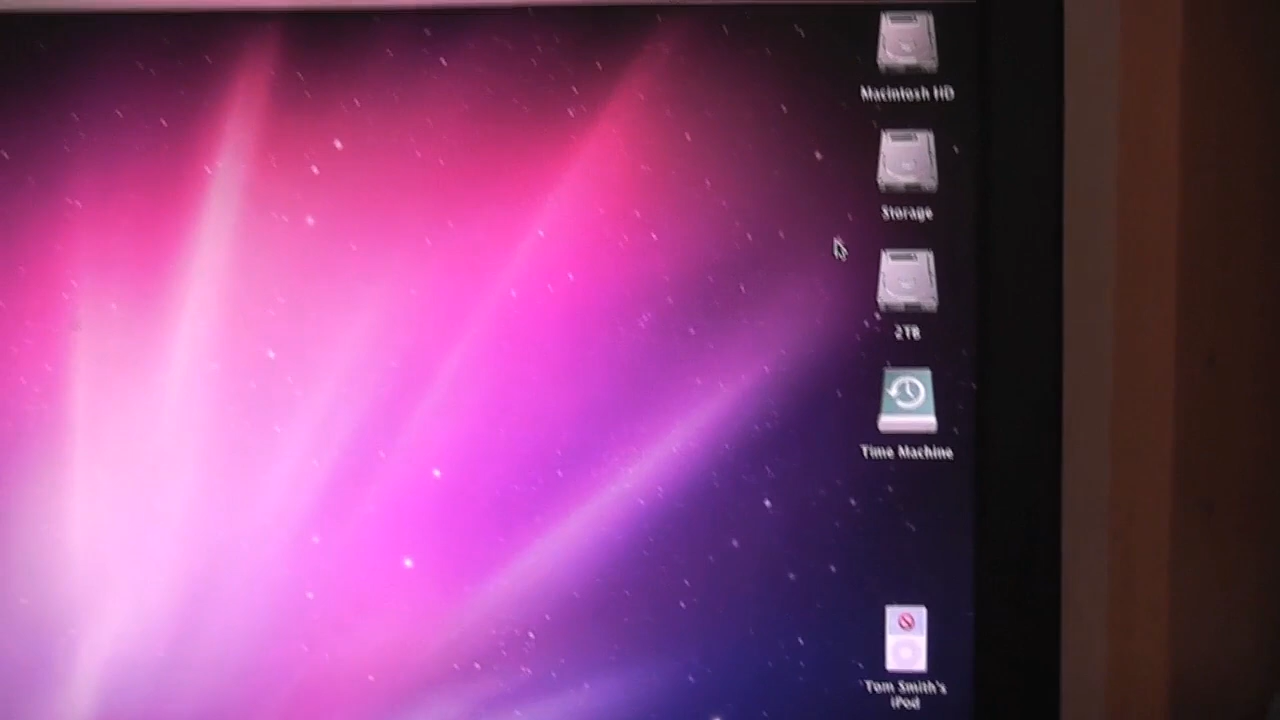 Macintosh HD
Storage
2TB
Time Machine
Tom Smith's
iPod